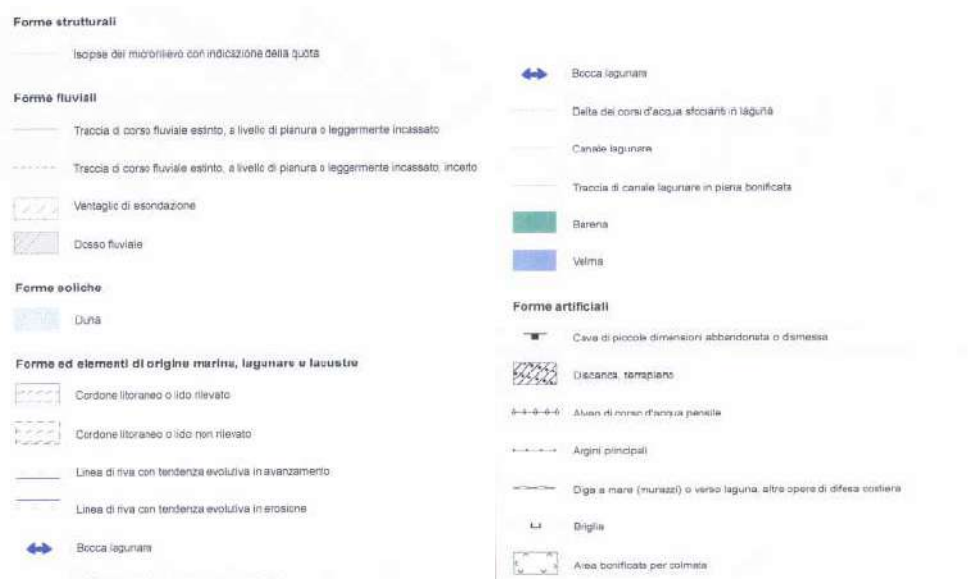 Forme strutturali
Isoipse del microrilievo con indicazione della quota
Forme fluviali
Traccia di corso fluviale estinto, a livello di pianura o leggermente incassato
Traccia di corso fluviale estinto, a livello di pianura o leggermente incassato, incerto
Ventaglio di esondazione
Dosso fluviale
Forme eoliche
Duna
Forme ed elementi di origine marina, lagunare e lacustre
Cordone litoraneo o lido rilevato
Cordone litoraneo o lido non rilevato
Linea di riva con tendenza evolutiva in avanzamento
Linea di riva con tendenza evolutiva in erosione
Bocca lagunare
Bocca lagunare
Delta dei corsi d'acqua sfocianti in laguna
Canale lagunare
Traccia di canale lagunare in piana bonificata
Barena
Velma
Forme artificiali
Cava di piccole dimensioni abbandonata o dismessa
Discarica, terrapieno
Alveo di corso d'acqua pensile
Argini principali
Diga a mare (murazzi) o verso laguna, altre opere di difesa costiera
Briglia
Area bonificata per colmata